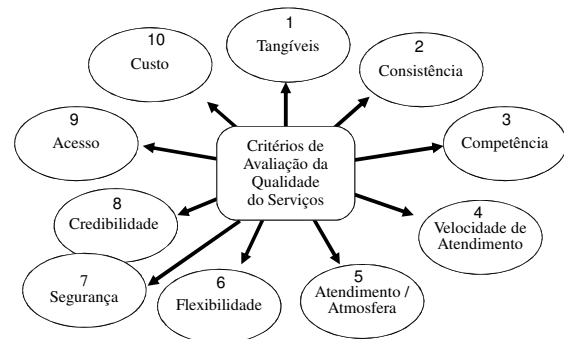 1
Tangíveis
2
Consistência
3
Competência
4
Velocidade de
Atendimento
5
Atendimento /
Atmosfera
6
Flexibilidade
7
Segurança
8
Credibilidade
9
Acesso
10
Custo
Critérios de
Avaliação da
Qualidade
do Serviços